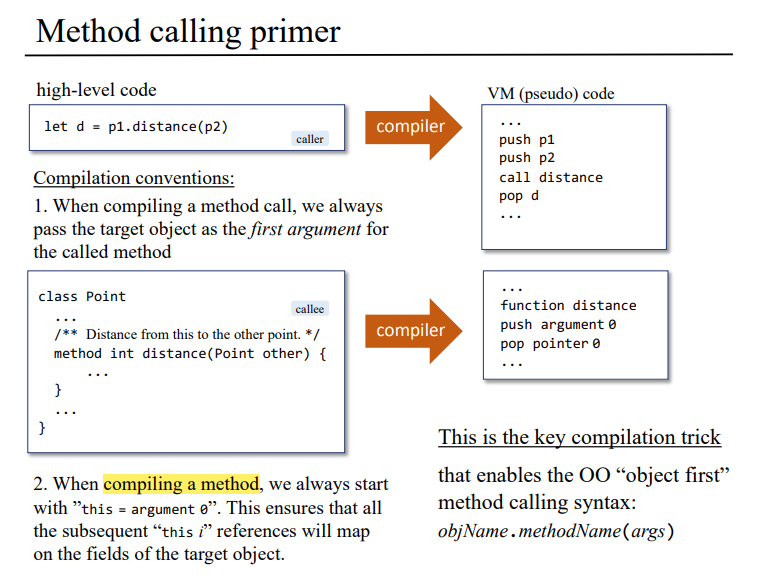 Method calling primer
high-level code
let d = p1.distance(p2)
caller
compiler
VM (pseudo) code
...
push p1
push p2
call distance
pop d
...
Compilation conventions:
1. When compiling a method call, we always
pass the target object as the first argument for
the called method
class Point
...
callee
/** Distance from this to the other point. */
method int distance(Point other) {
...
}
...
}
compiler
...
function distance
push argument 0
pop pointer 0
...
2. When compiling a method, we always start
with ”this = argument 0”. This ensures that all
the subsequent “this i” references will map
on the fields of the target object.
This is the key compilation trick
that enables the OO “object first”
method calling syntax:
objName.methodName(args)